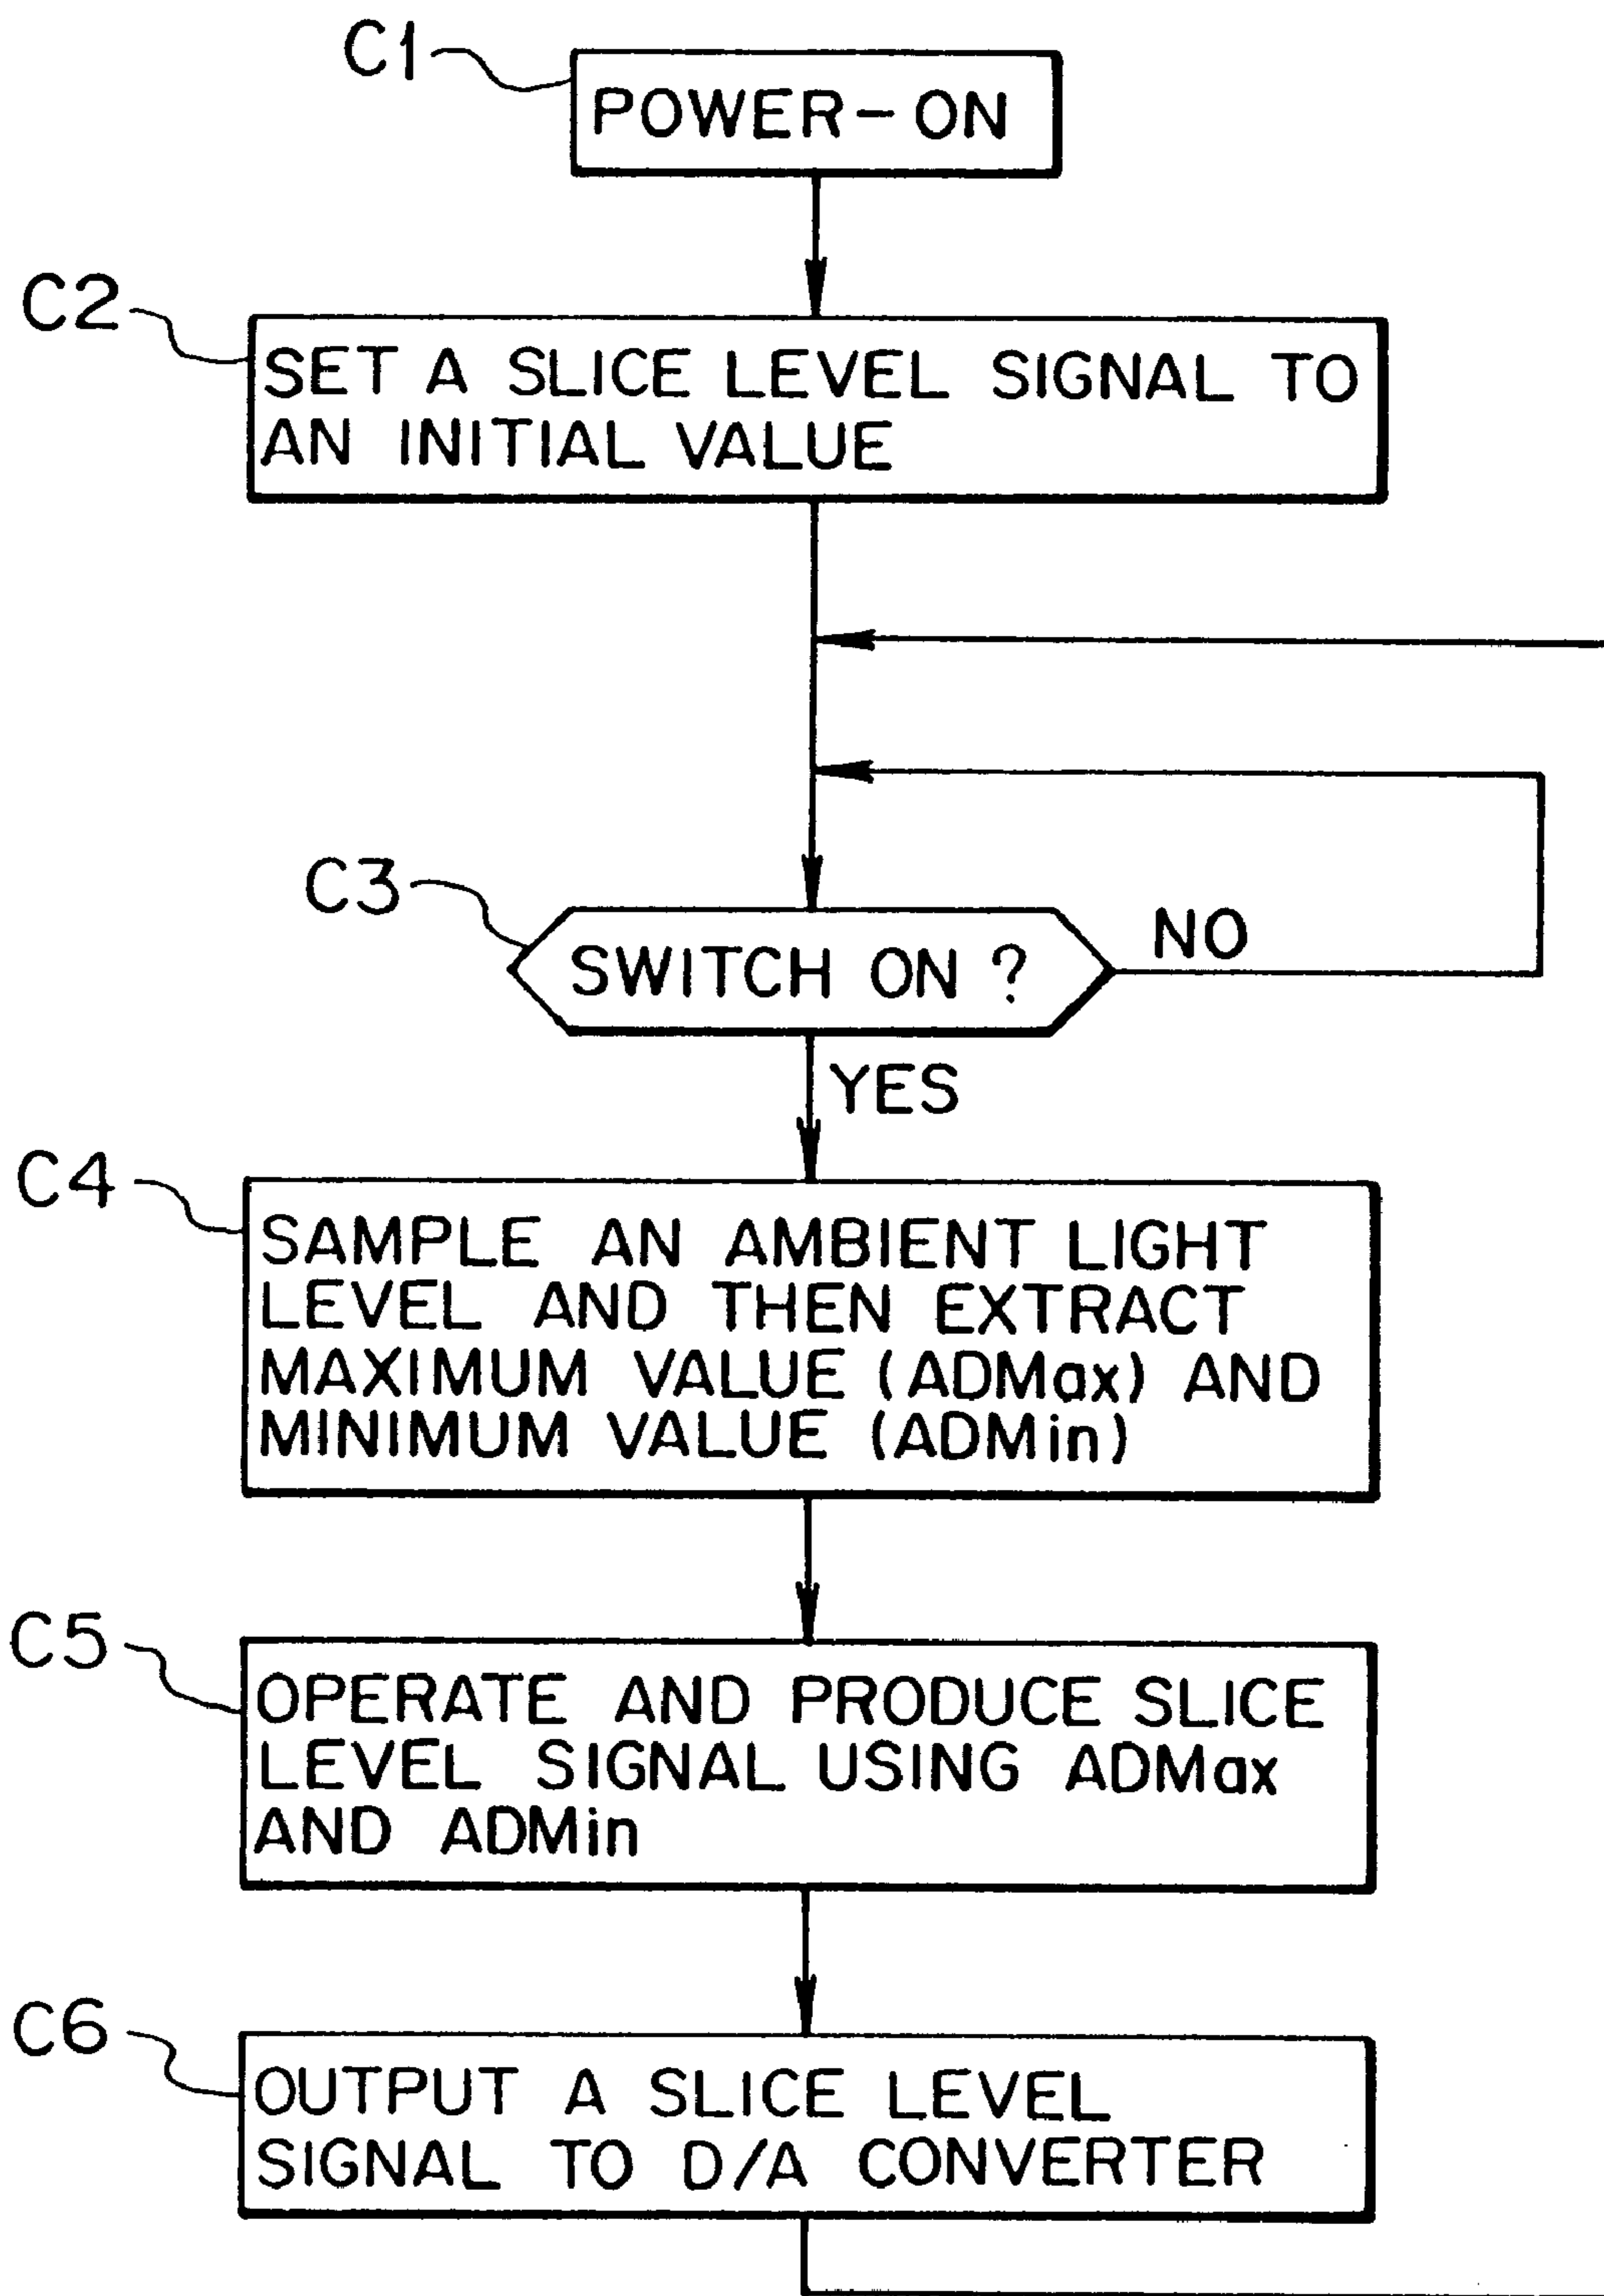 C1
POWER-ON
C2
SET A SLICE LEVEL SIGNAL TO
AN INITIAL VALUE
C3
SWITCH ON ?
NO
YES
C4
SAMPLE AN AMBIENT LIGHT
LEVEL AND THEN EXTRACT
MAXIMUM VALUE (ADMax) AND
MINIMUM VALUE (ADMin)
C5
OPERATE AND PRODUCE SLICE
LEVEL SIGNAL USING ADMax
AND ADMin
C6
OUTPUT A SLICE LEVEL
SIGNAL TO D/A CONVERTER